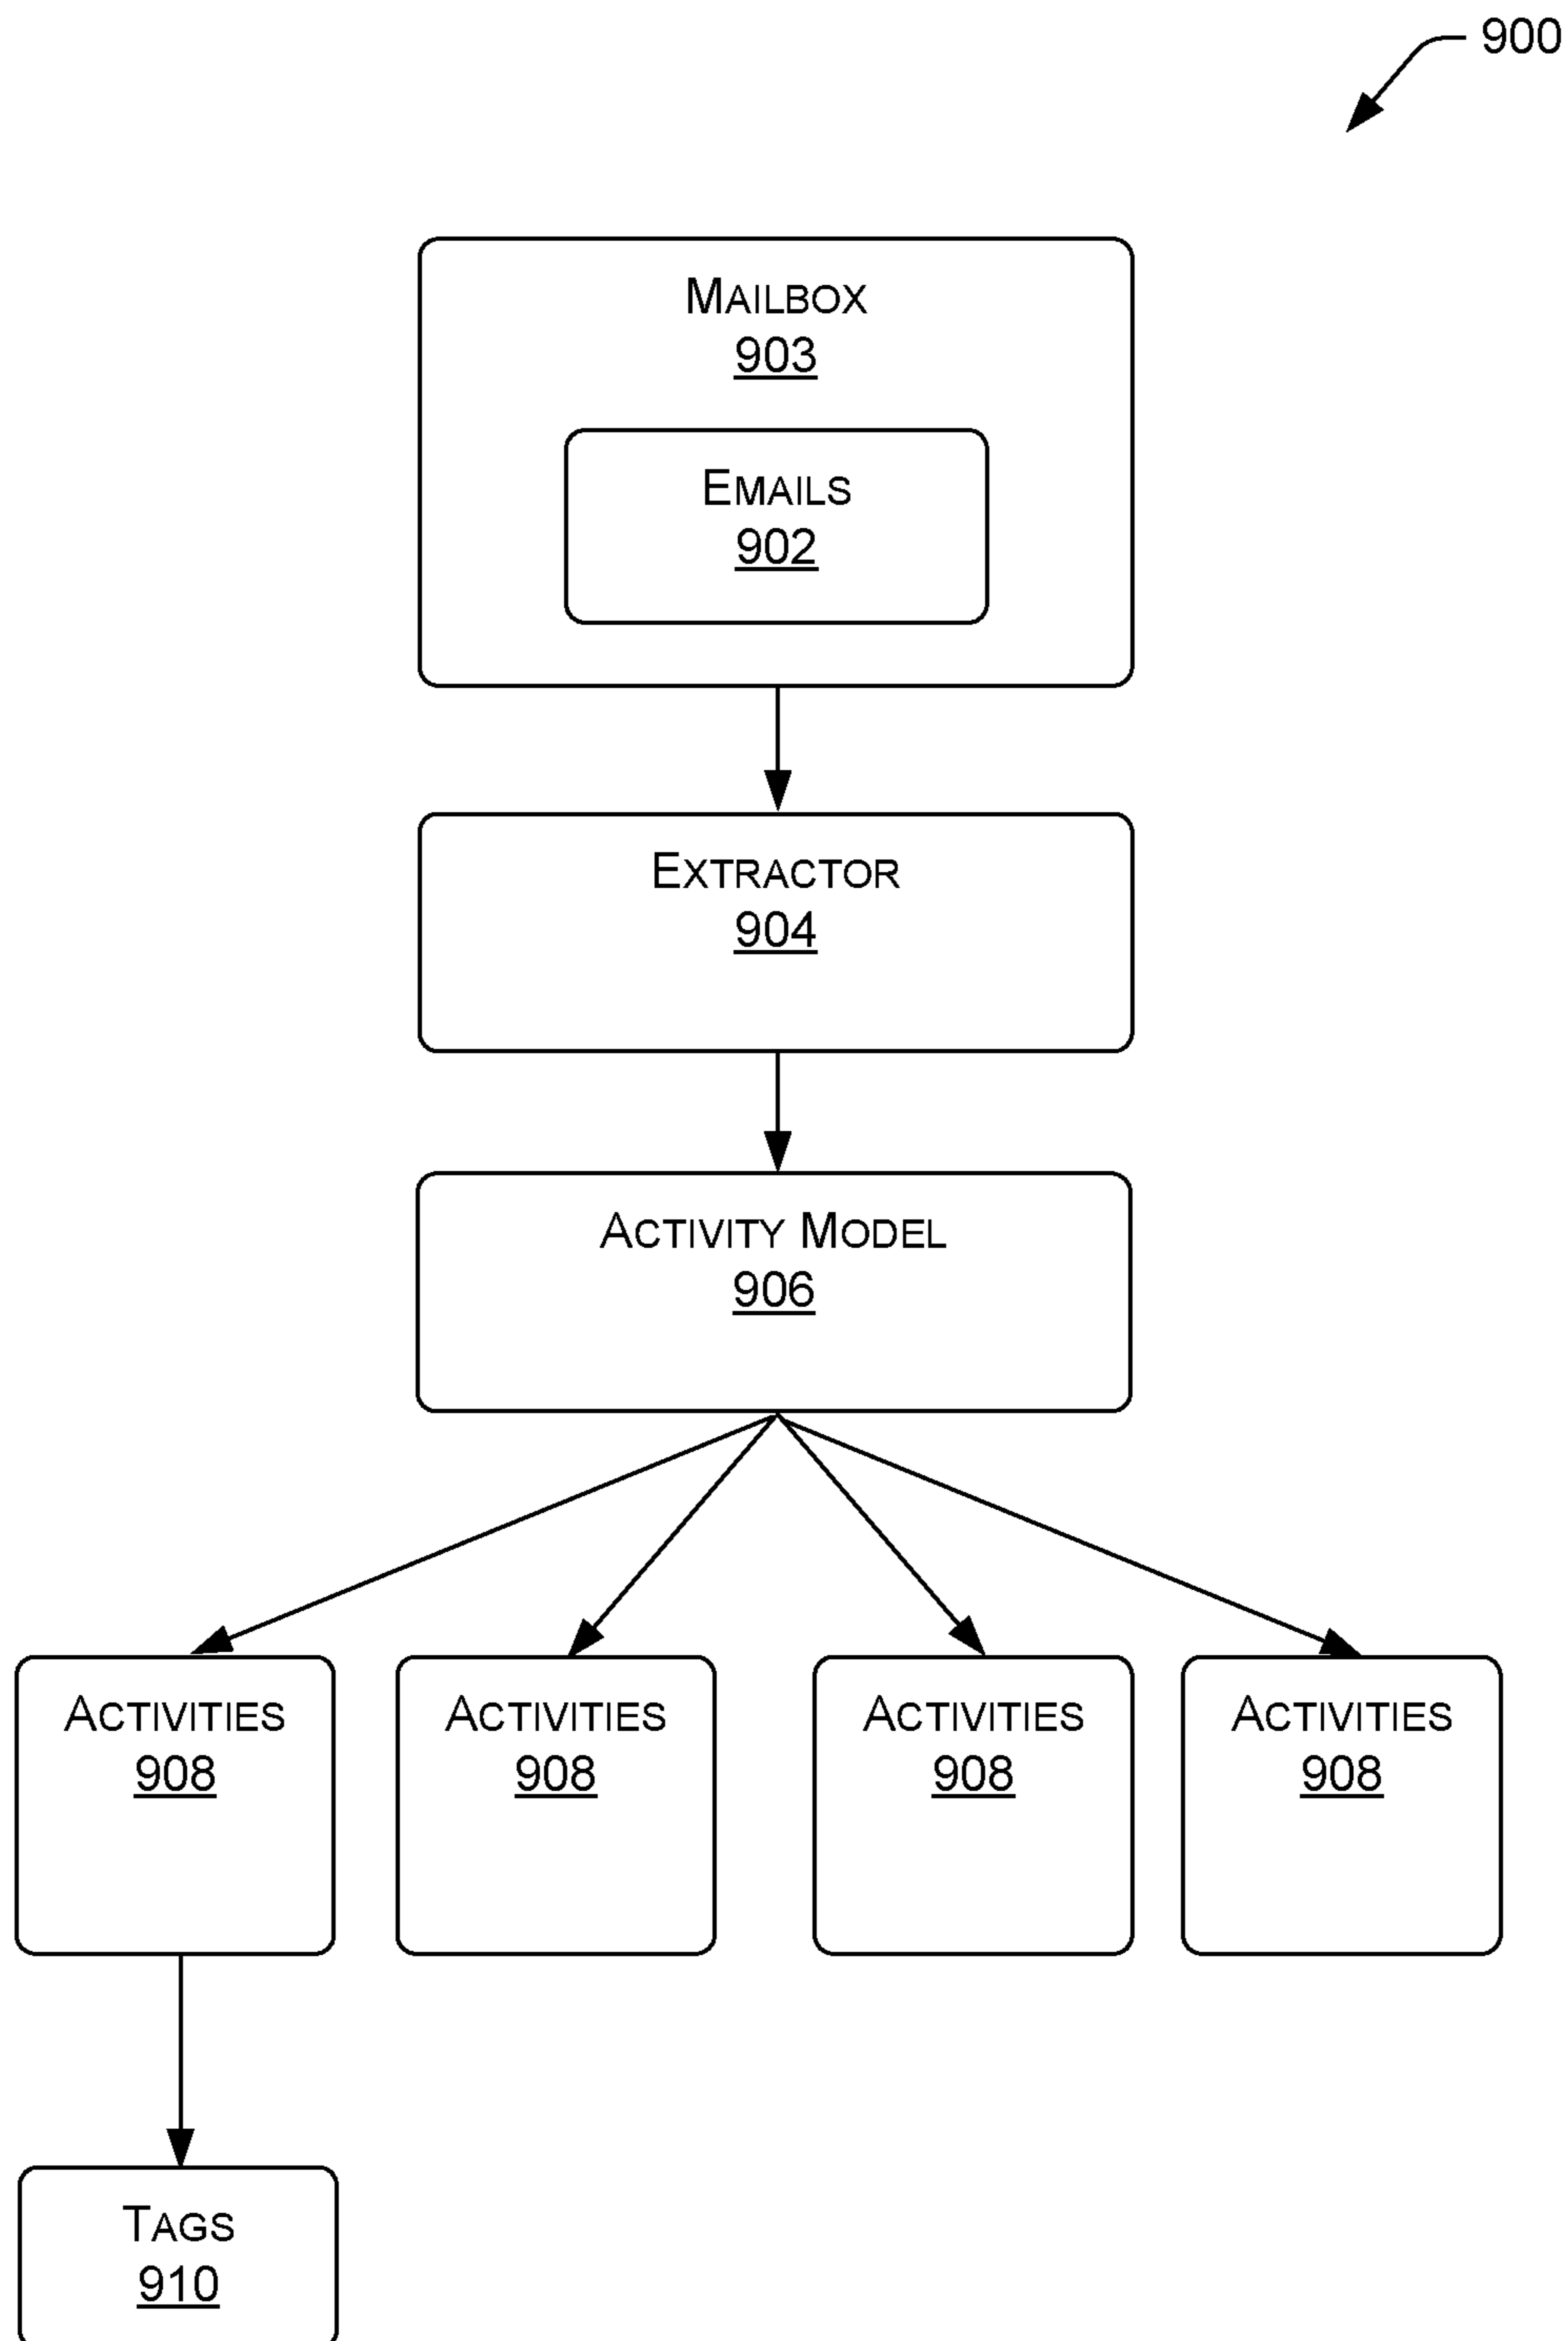 900
MAILBOX
903
EMAILS
902
EXTRACTOR
904
ACTIVITY MODEL
906
ACTIVITIES
908
ACTIVITIES
908
ACTIVITIES
908
ACTIVITIES
908
TAGS
910